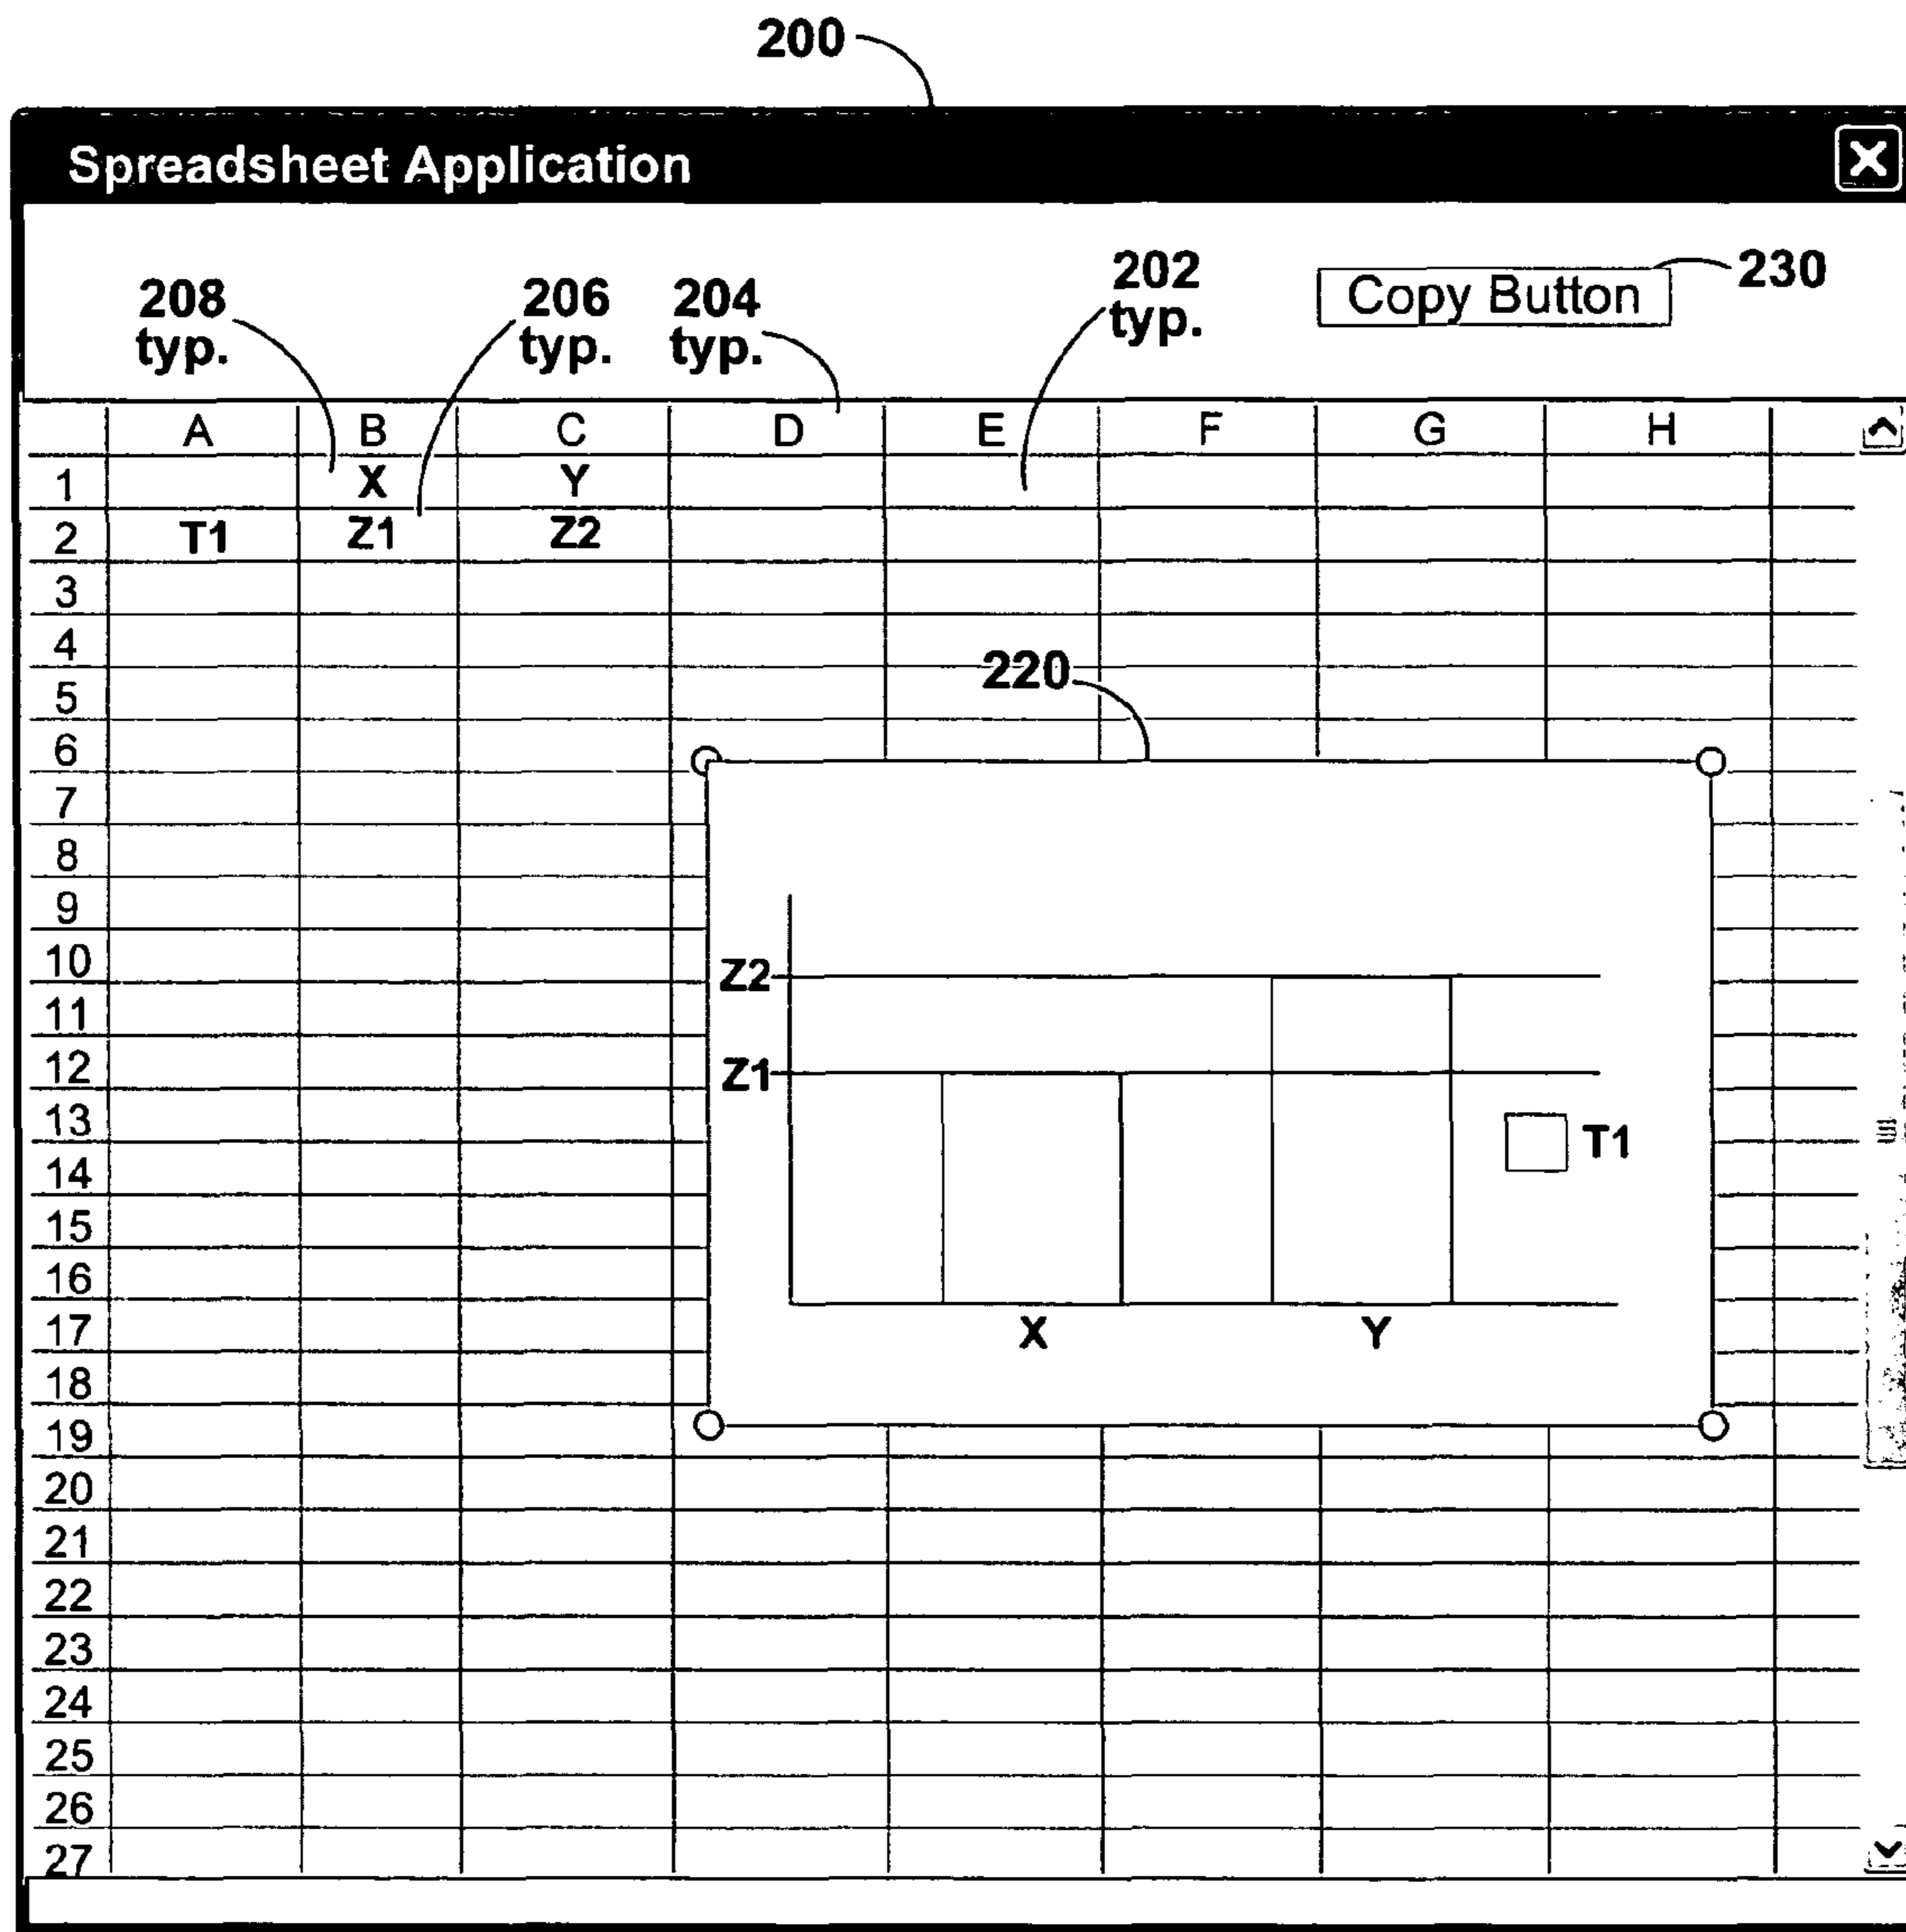 200
Spreadsheet Application
208 typ.
206 typ.
204 typ.
202 typ.
Copy Button
230
A B C D E F G H
1 X Y
2 T1 Z1 Z2
3
4
220
5
6
7
8
9
10
Z2
11
12
Z1
13
T1
14
15
16
17
X Y
18
19
20
21
22
23
24
25
26
27